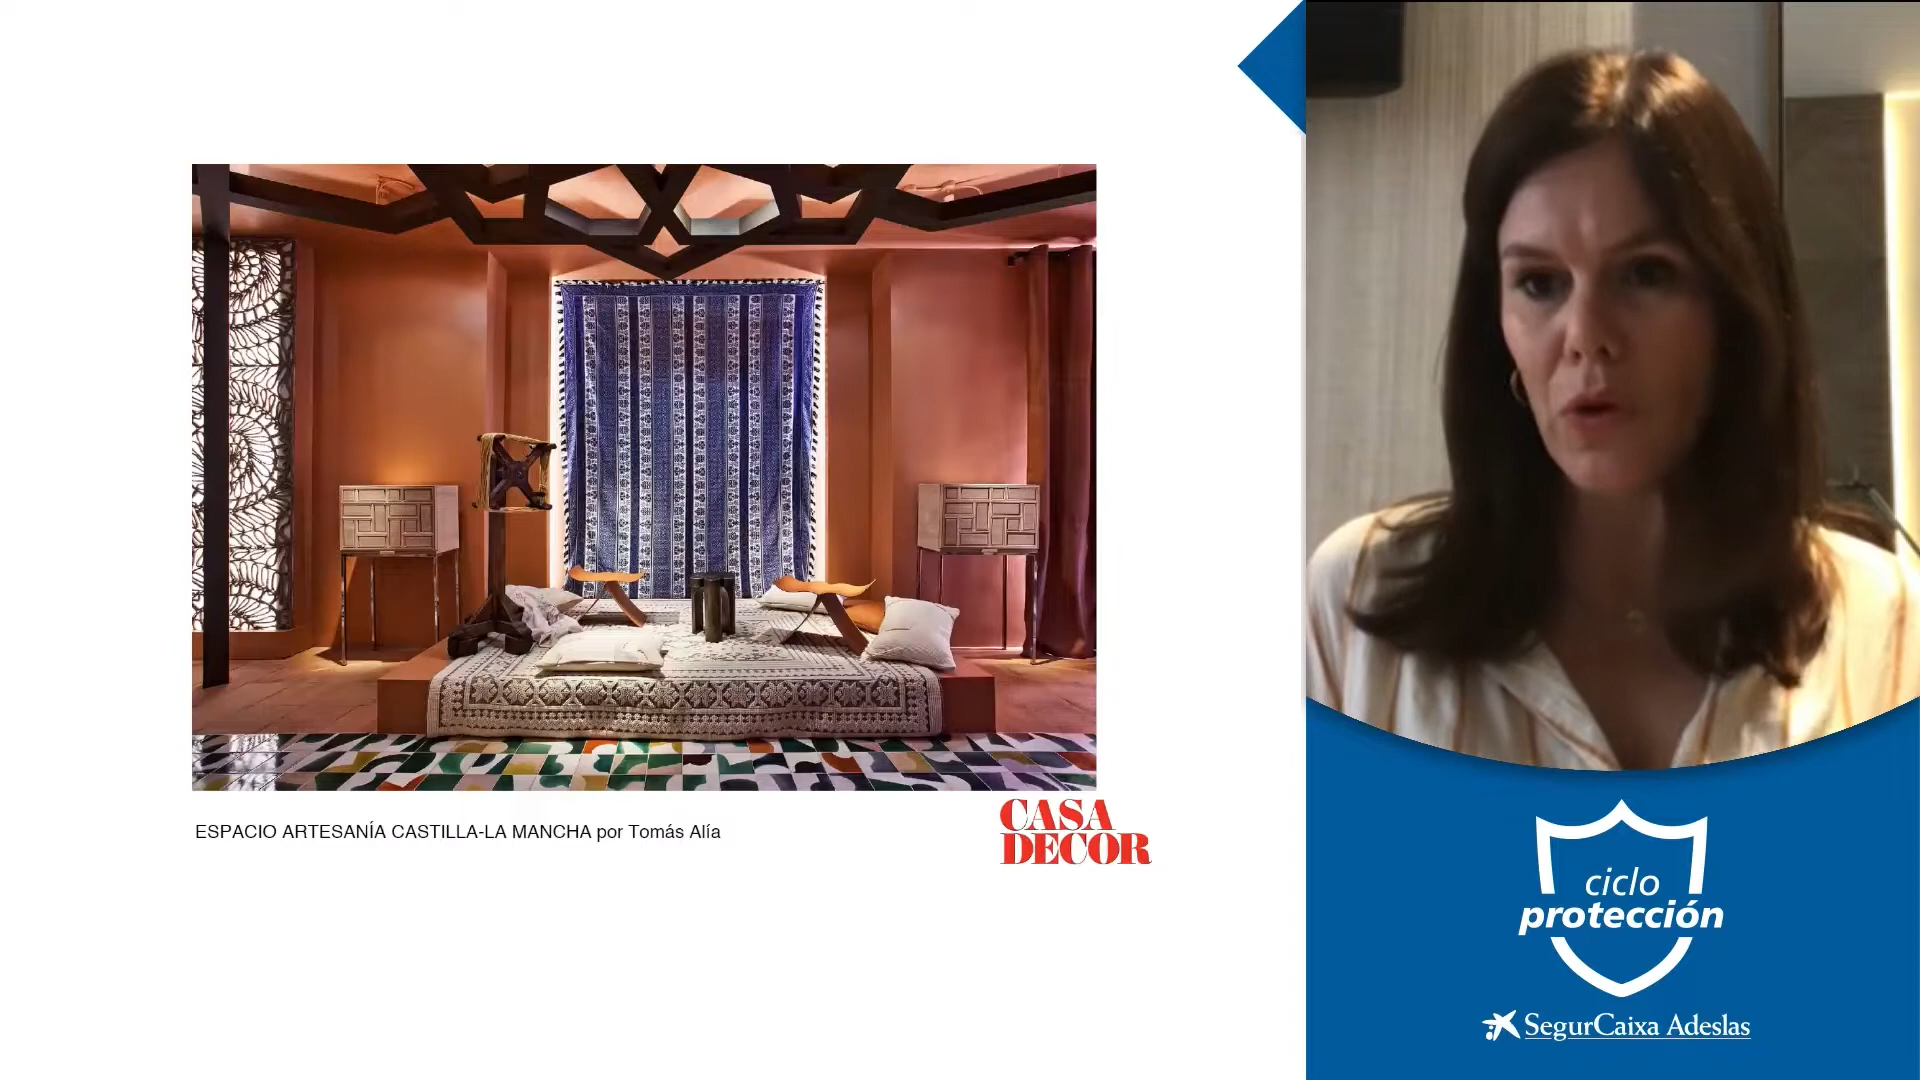 ESPACIO ARTESANÍA CASTILLA-LA MANCHA por Tomás Alía
CASA
DECOR
ciclo
protección
SegurCaixa Adeslas